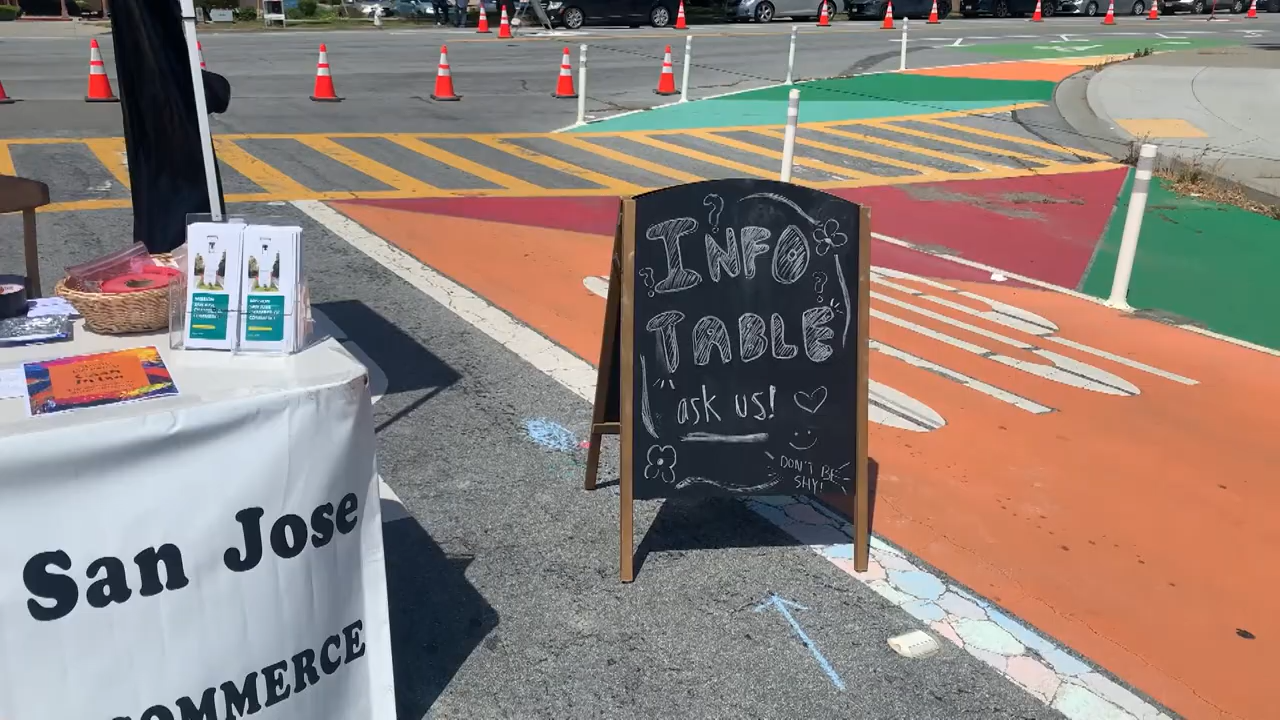 INFO
TABLE
ask us!
DON'T BE
SHY!
San Jose
COMMERCE